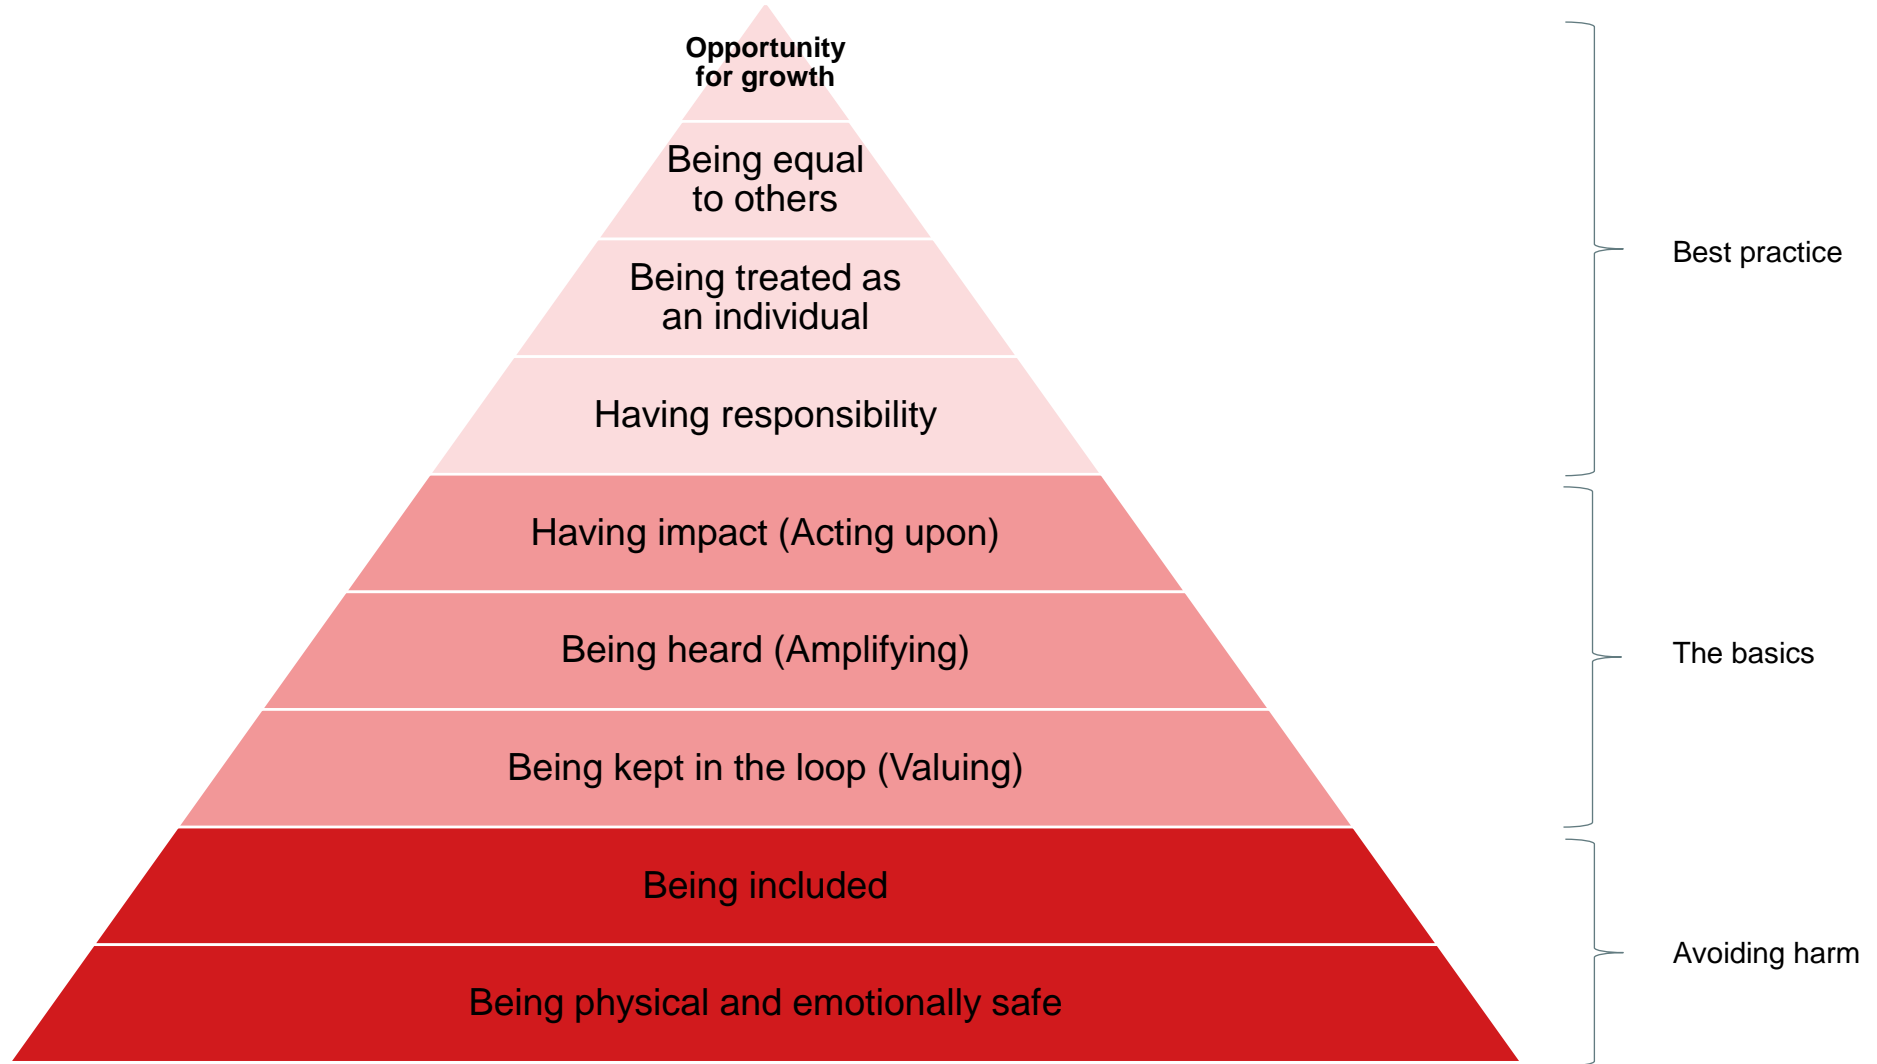 Opportunity
for growth
Being equal
to others
Being treated as
an individual
Having responsibility
Best practice
Having impact (Acting upon)
Being heard (Amplifying)
Being kept in the loop (Valuing)
The basics
Being included
Being physical and emotionally safe
Avoiding harm